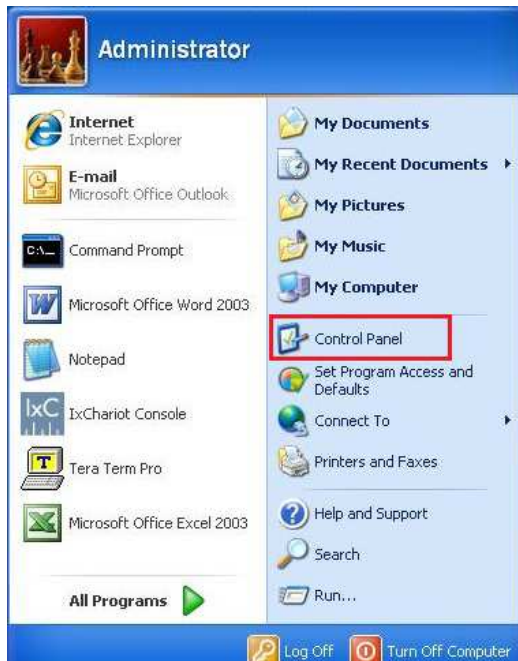 Administrator
Internet
Internet Explorer
E-mail
Microsoft Office Outlook
C:\_
Command Prompt
Microsoft Office Word 2003
Notepad
IxC
IxChariot Console
T
Tera Term Pro
Microsoft Office Excel 2003
All Programs
My Documents
My Recent Documents
My Pictures
My Music
My Computer
Control Panel
Set Program Access and
Defaults
Connect To
Printers and Faxes
Help and Support
Search
Run...
Log Off
Turn Off Computer